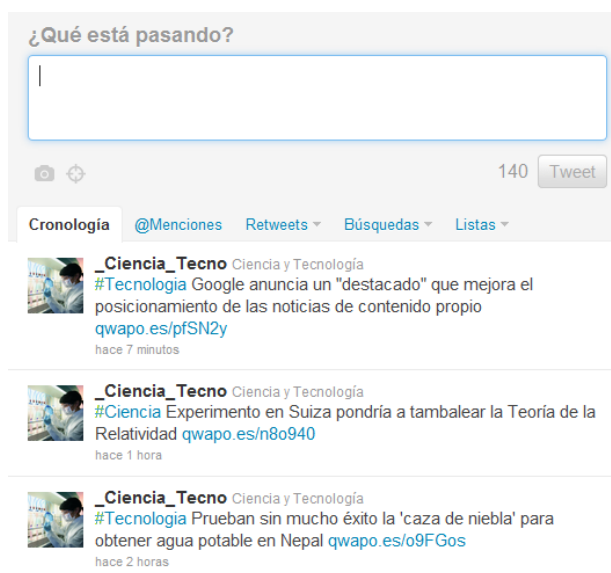 ¿Qué está pasando?
140 Tweet
Cronología @Menciones Retweets Búsquedas Listas
_Ciencia_Tecno Ciencia y Tecnología
#Tecnologia Google anuncia un "destacado" que mejora el
posicionamiento de las noticias de contenido propio
qwapo.es/pfSN2y
hace 7 minutos
_Ciencia_Tecno Ciencia y Tecnología
#Ciencia Experimento en Suiza pondría a tambalear la Teoría de la
Relatividad qwapo.es/n8o940
hace 1 hora
_Ciencia_Tecno Ciencia y Tecnología
#Tecnologia Prueban sin mucho éxito la 'caza de niebla' para
obtener agua potable en Nepal qwapo.es/o9FGos
hace 2 horas